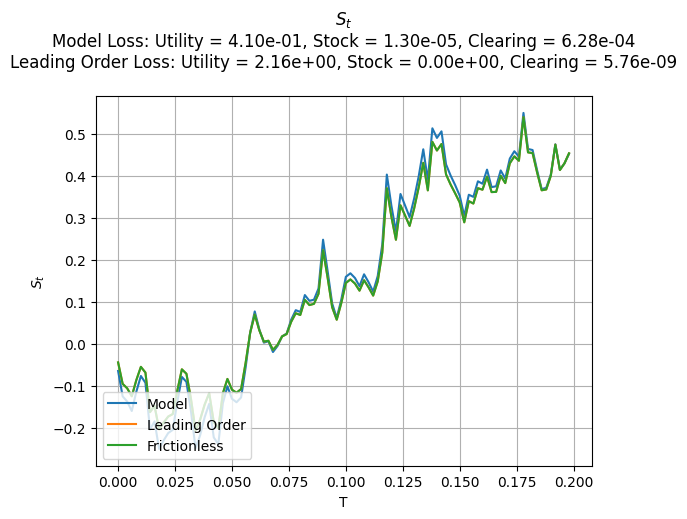 S_t
Model Loss: Utility = 4.10e-01, Stock = 1.30e-05, Clearing = 6.28e-04
Leading Order Loss: Utility = 2.16e+00, Stock = 0.00e+00, Clearing = 5.76e-09
S_t
0.5
0.4
0.3
0.2
0.1
0.0
−0.1
−0.2
Model
Leading Order
Frictionless
0.000 0.025 0.050 0.075 0.100 0.125 0.150 0.175 0.200
T